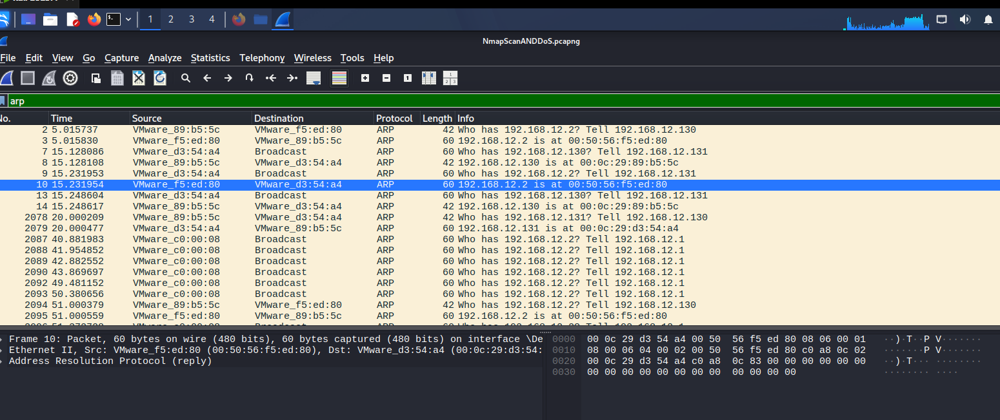 1 2 3 4
NmapScanANDDoS.pcapng
File Edit View Go Capture Analyze Statistics Telephony Wireless Tools Help
arp
No. Time Source Destination Protocol Length Info
2 5.015737 VMware_89:b5:5c VMware_f5:ed:80 ARP 42 Who has 192.168.12.2? Tell 192.168.12.130
3 5.015830 VMware_f5:ed:80 VMware_89:b5:5c ARP 60 192.168.12.2 is at 00:50:56:f5:ed:80
7 15.128086 VMware_d3:54:a4 Broadcast ARP 60 Who has 192.168.12.130? Tell 192.168.12.131
8 15.128108 VMware_89:b5:5c VMware_d3:54:a4 ARP 42 192.168.12.130 is at 00:0c:29:89:b5:5c
9 15.231953 VMware_d3:54:a4 Broadcast ARP 60 Who has 192.168.12.2? Tell 192.168.12.131
10 15.231954 VMware_f5:ed:80 VMware_d3:54:a4 ARP 60 192.168.12.2 is at 00:50:56:f5:ed:80
13 15.248604 VMware_d3:54:a4 Broadcast ARP 60 Who has 192.168.12.130? Tell 192.168.12.131
14 15.248617 VMware_89:b5:5c VMware_d3:54:a4 ARP 42 192.168.12.130 is at 00:0c:29:89:b5:5c
2078 20.000209 VMware_89:b5:5c VMware_d3:54:a4 ARP 42 Who has 192.168.12.131? Tell 192.168.12.130
2079 20.000477 VMware_d3:54:a4 VMware_89:b5:5c ARP 60 192.168.12.131 is at 00:0c:29:d3:54:a4
2087 40.881983 VMware_c0:00:08 Broadcast ARP 60 Who has 192.168.12.2? Tell 192.168.12.1
2088 41.954852 VMware_c0:00:08 Broadcast ARP 60 Who has 192.168.12.2? Tell 192.168.12.1
2089 42.882552 VMware_c0:00:08 Broadcast ARP 60 Who has 192.168.12.2? Tell 192.168.12.1
2090 43.869697 VMware_c0:00:08 Broadcast ARP 60 Who has 192.168.12.2? Tell 192.168.12.1
2092 49.481152 VMware_c0:00:08 Broadcast ARP 60 Who has 192.168.12.2? Tell 192.168.12.1
2093 50.380656 VMware_c0:00:08 Broadcast ARP 60 Who has 192.168.12.2? Tell 192.168.12.1
2094 51.000379 VMware_89:b5:5c VMware_f5:ed:80 ARP 42 Who has 192.168.12.2? Tell 192.168.12.130
2095 51.000559 VMware_f5:ed:80 VMware_89:b5:5c ARP 60 192.168.12.2 is at 00:50:56:f5:ed:80
Frame 10: Packet, 60 bytes on wire (480 bits), 60 bytes captured (480 bits) on interface \De
Ethernet II, Src: VMware_f5:ed:80 (00:50:56:f5:ed:80), Dst: VMware_d3:54:a4 (00:0c:29:d3:54:
Address Resolution Protocol (reply)
0000 00 0c 29 d3 54 a4 00 50 56 f5 ed 80 08 06 00 01 ··)·T··P V·······
0010 08 00 06 04 00 02 00 50 56 f5 ed 80 c0 a8 0c 02 ·······P V·······
0020 00 0c 29 d3 54 a4 c0 a8 0c 83 00 00 00 00 00 00 ··)·T··· ········
0030 00 00 00 00 00 00 00 00 00 00 00 00 ········ ····